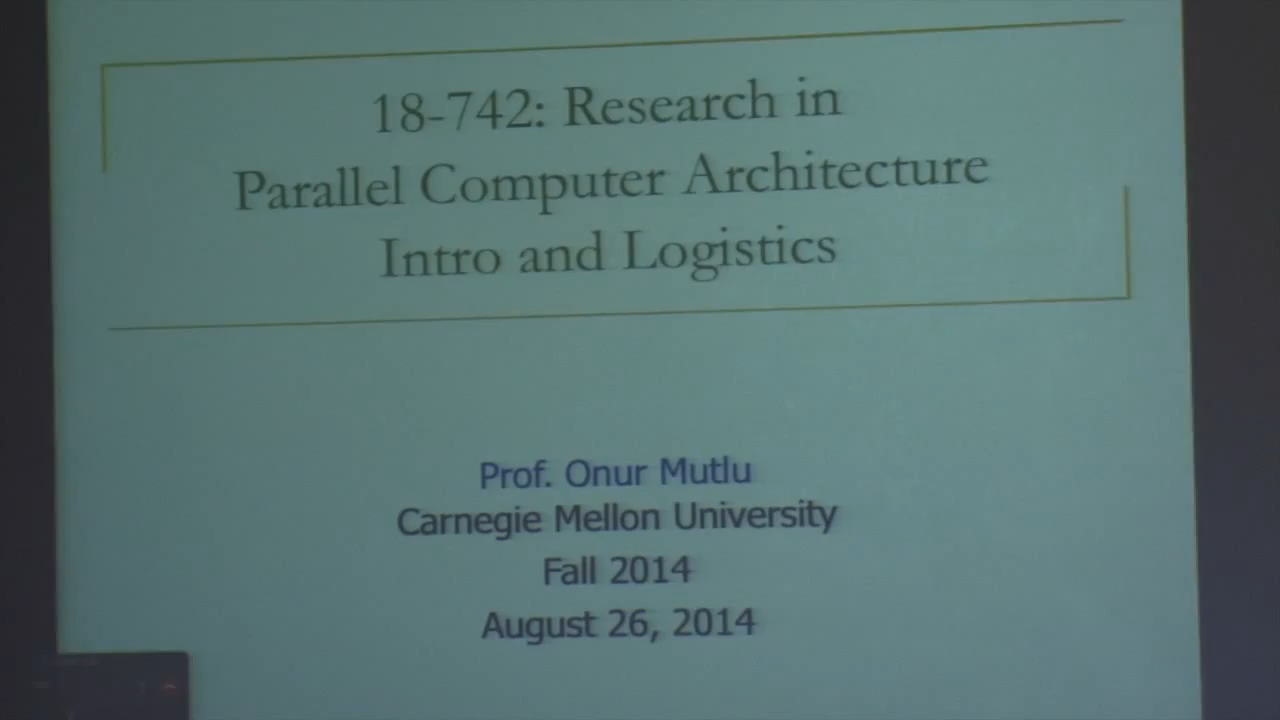 18-742: Research in
Parallel Computer Architecture
Intro and Logistics
Prof. Onur Mutlu
Carnegie Mellon University
Fall 2014
August 26, 2014